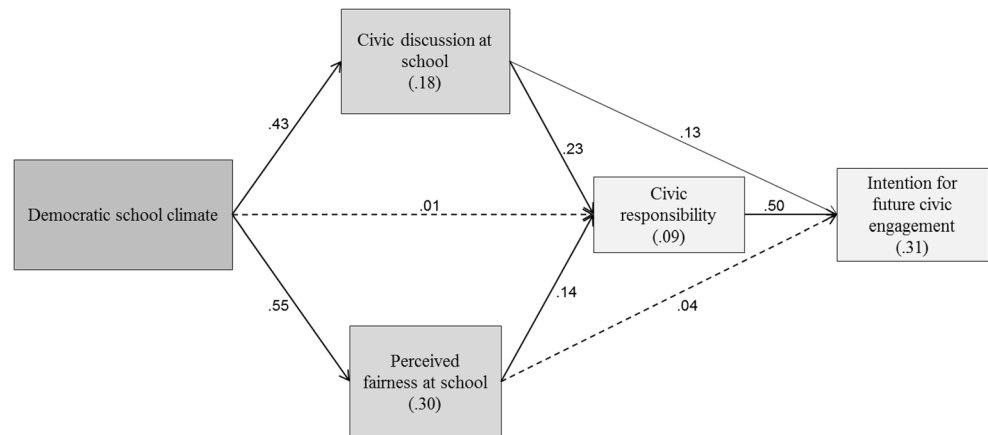 Civic discussion at
school
(.18)
.43
.13
.23
Democratic school climate
.01
Civic
responsibility
(.09)
.50
Intention for
future civic
engagement
(.31)
.55
.14
.04
Perceived
fairness at school
(.30)